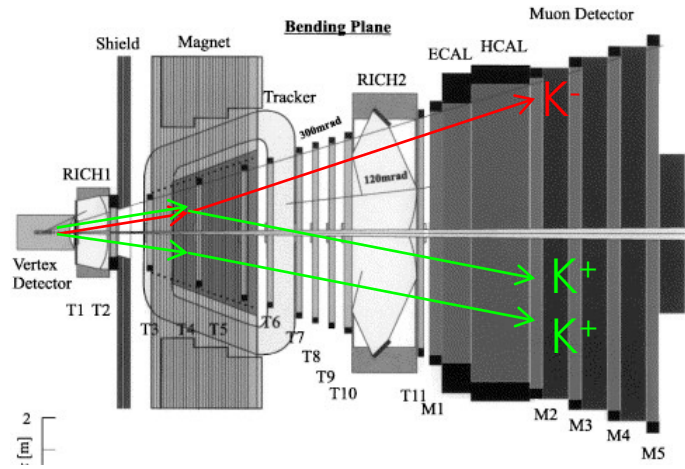 Bending Plane
Muon Detector
Shield
Magnet
ECAL
HCAL
RICH2
Tracker
K⁻
300mrad
RICH1
120mrad
Vertex
Detector
K⁺
K⁺
T1
T2
T3
T4
T5
T6
T7
T8
T9
T10
T11
M1
M2
M3
M4
M5
2
[m]